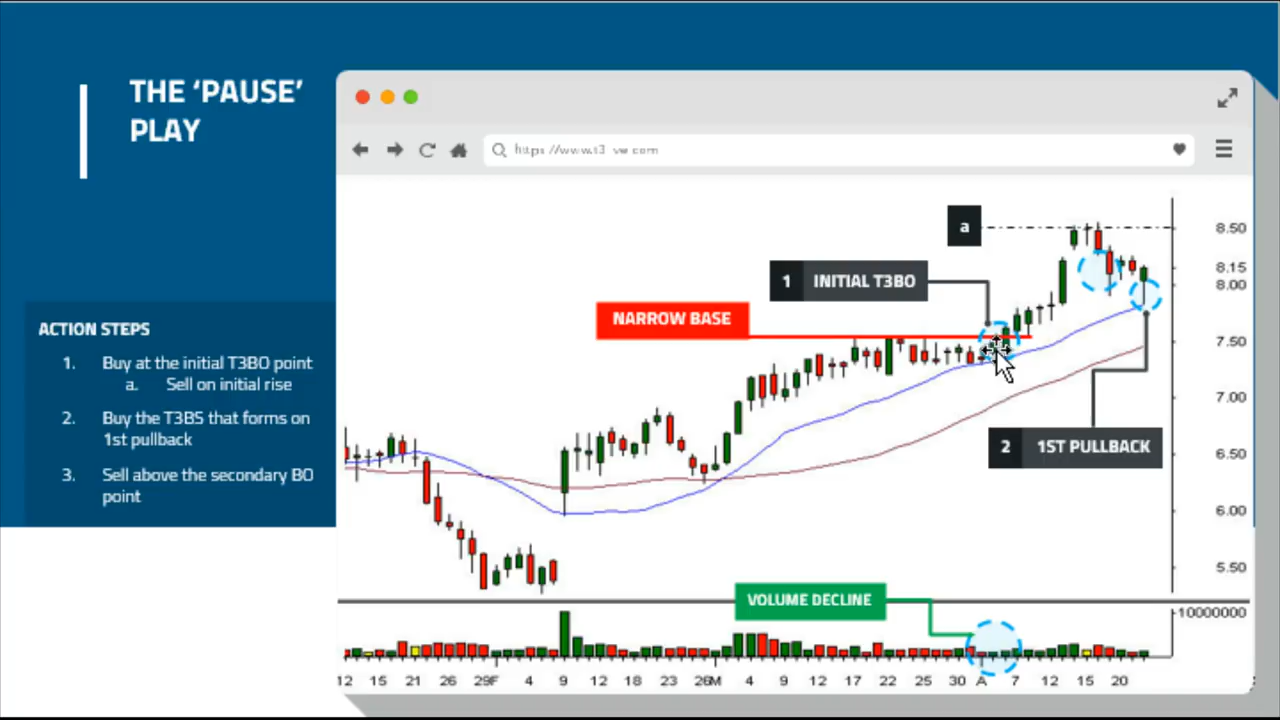 THE ‘PAUSE’
PLAY
ACTION STEPS
1. Buy at the initial T3BO point
a. Sell on initial rise
2. Buy the T3BS that forms on
1st pullback
3. Sell above the secondary BO
point
a
1 INITIAL T3BO
NARROW BASE
2 1ST PULLBACK
VOLUME DECLINE
8.50
8.15
8.00
7.50
7.00
6.50
6.00
5.50
10000000
12 15 21 26 29F 4 9 12 18 23 26M 4 9 12 17 22 25 30 A 7 12 15 20